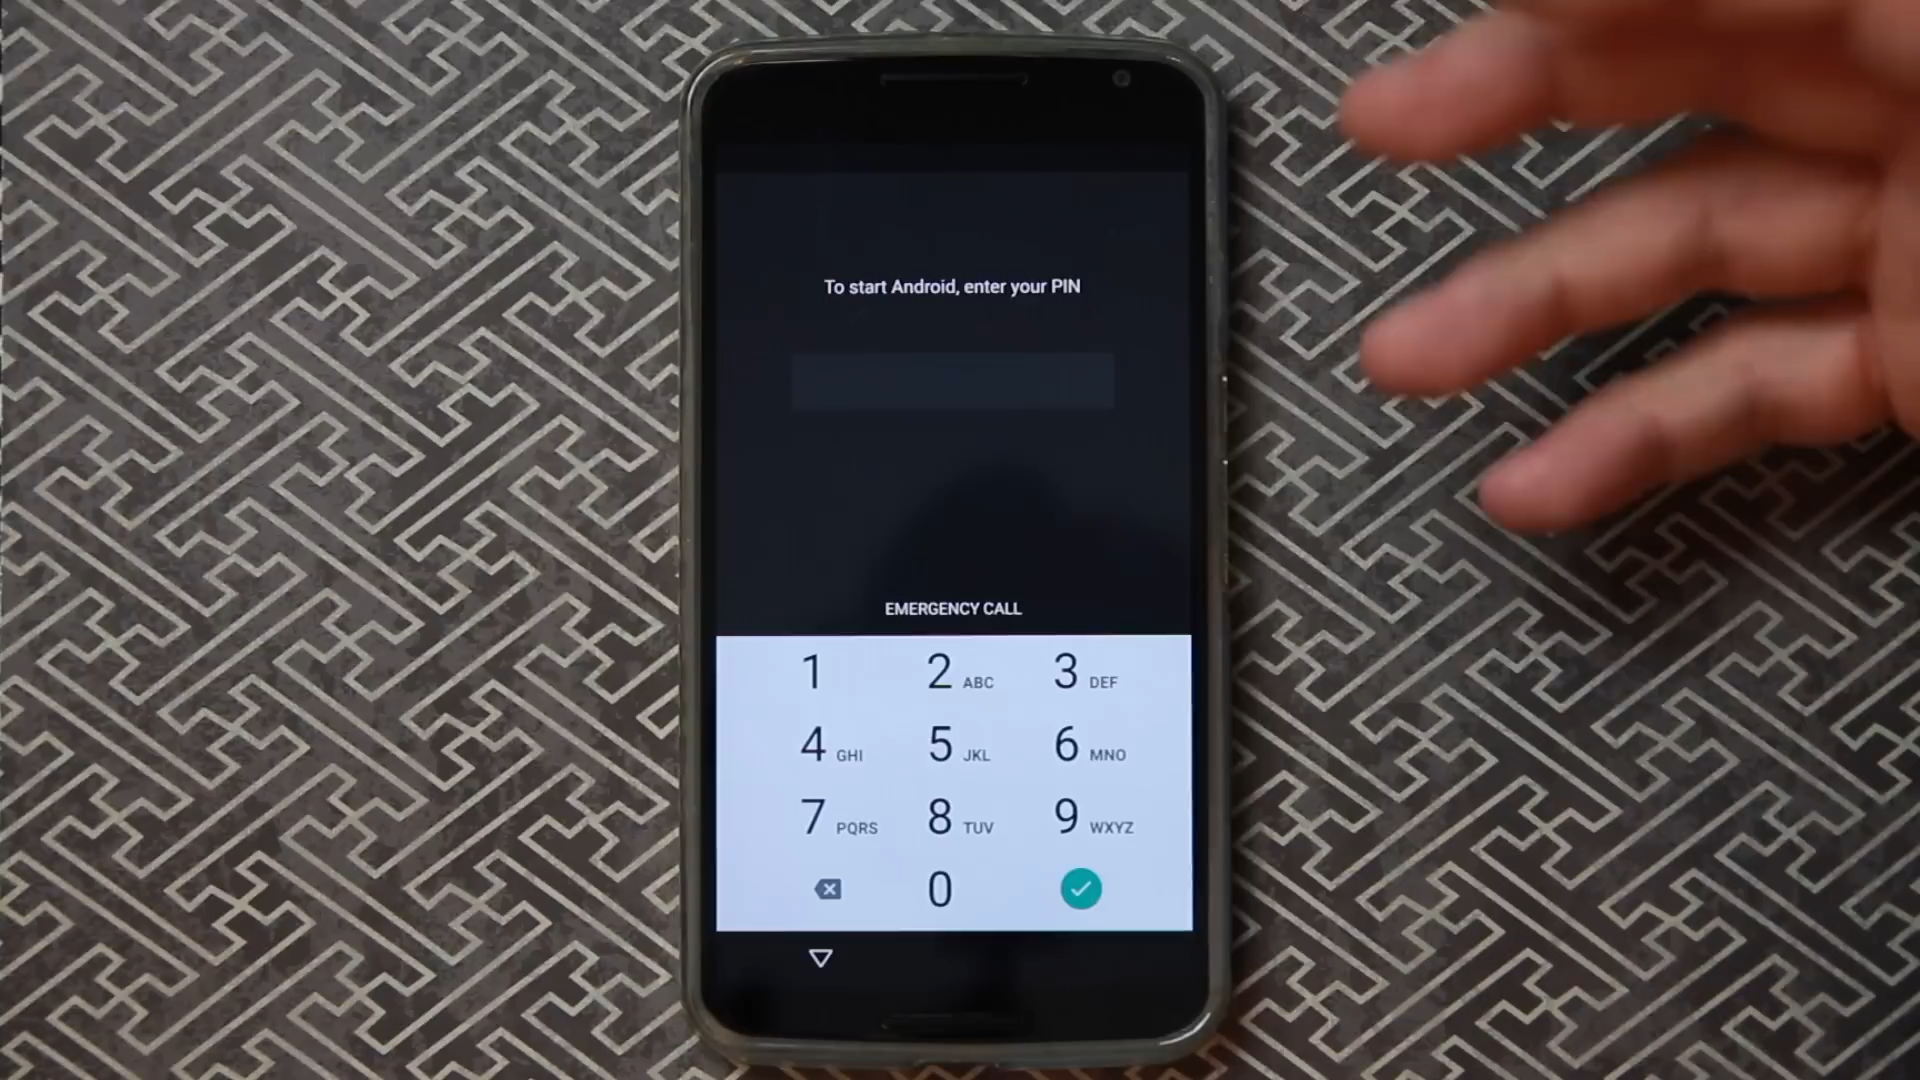 To start Android, enter your PIN
EMERGENCY CALL
1 2 ABC 3 DEF
4 GHI 5 JKL 6 MNO
7 PQRS 8 TUV 9 WXYZ
0